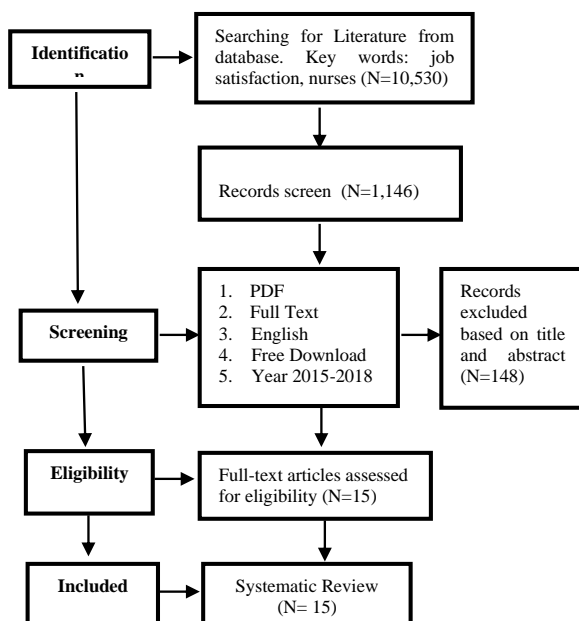 Identificatio
n
Searching for Literature from
database. Key words: job
satisfaction, nurses (N=10,530)
Records screen (N=1,146)
Screening
1. PDF
2. Full Text
3. English
4. Free Download
5. Year 2015-2018
Records
excluded
based on title
and abstract
(N=148)
Eligibility
Full-text articles assessed
for eligibility (N=15)
Included
Systematic Review
(N= 15)